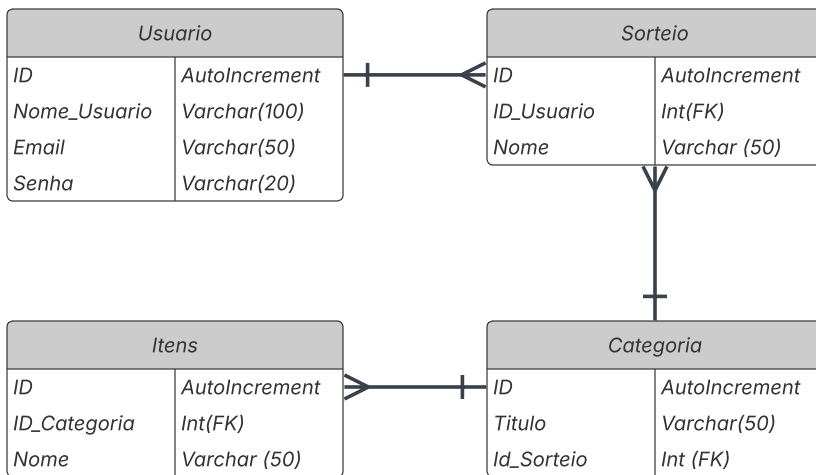 Usuario
ID AutoIncrement
Nome_Usuario Varchar(100)
Email Varchar(50)
Senha Varchar(20)
Sorteio
ID AutoIncrement
ID_Usuario Int(FK)
Nome Varchar (50)
Itens
ID AutoIncrement
ID_Categoria Int(FK)
Nome Varchar (50)
Categoria
ID AutoIncrement
Titulo Varchar(50)
Id_Sorteio Int (FK)